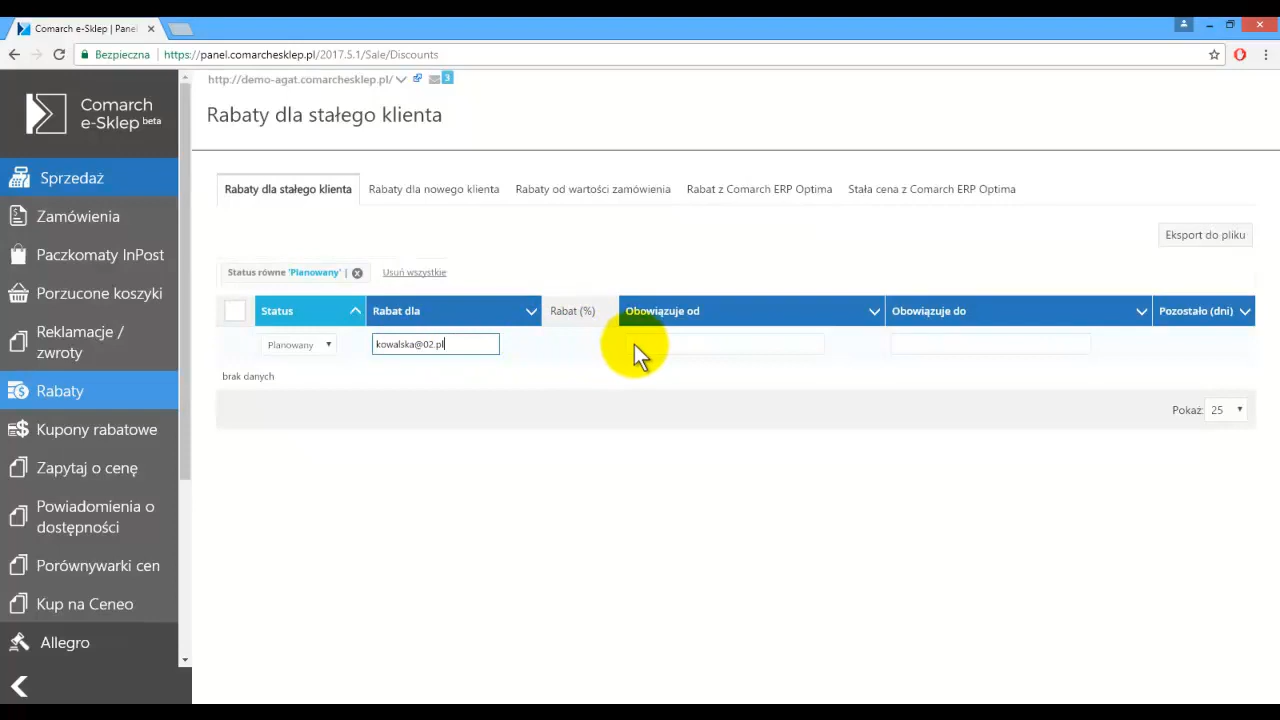 Comarch e-Sklep | Panel
Bezpieczna https://panel.comarchesklep.pl/2017.5.1/Sale/Discounts
Comarch
e-Sklep beta
Sprzedaż
Zamówienia
Paczkomaty InPost
Porzucone koszyki
Reklamacje /
zwroty
Rabaty
Kupony rabatowe
Zapytaj o cenę
Powiadomienia o
dostępności
Porównywarki cen
Kup na Ceneo
Allegro
http://demo-agat.comarchesklep.pl/ 3
Rabaty dla stałego klienta
Rabaty dla stałego klienta Rabaty dla nowego klienta Rabaty od wartości zamówienia Rabat z Comarch ERP Optima Stała cena z Comarch ERP Optima
Eksport do pliku
Status równe 'Planowany' | Usuń wszystkie
Status Rabat dla Rabat (%) Obowiązuje od Obowiązuje do Pozostało (dni)
Planowany kowalska@02.pl
brak danych
Pokaż: 25